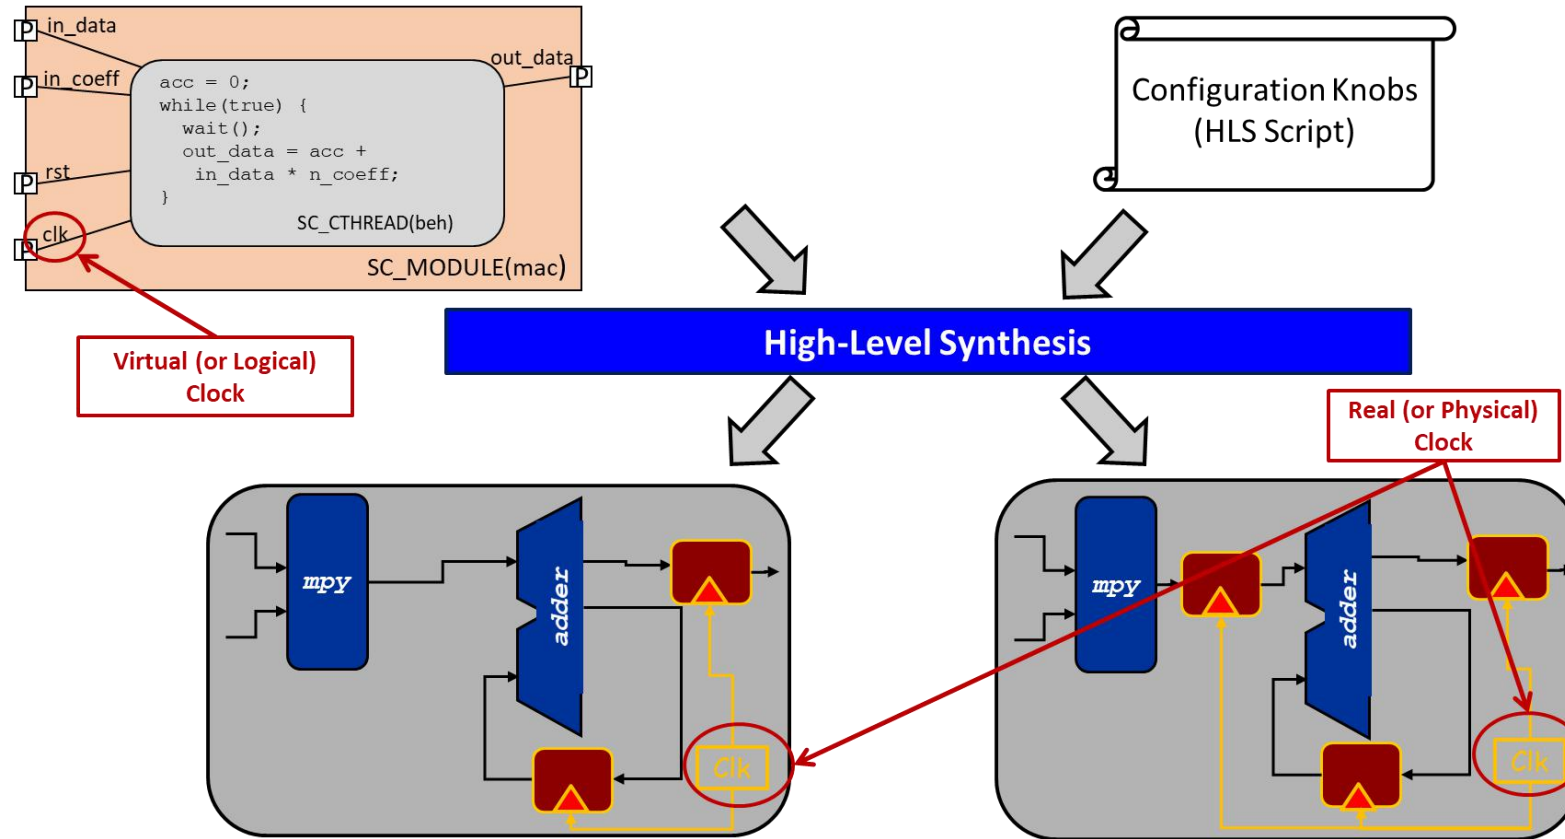 in_data
in_coeff
rst
clk
out_data
P
P
P
P
P
acc = 0;
while(true) {
wait();
out_data = acc +
in_data * n_coeff;
}
SC_CTHREAD(beh)
SC_MODULE(mac)
Configuration Knobs
(HLS Script)
Virtual (or Logical)
Clock
High-Level Synthesis
Real (or Physical)
Clock
mpy
adder
Clk
mpy
adder
Clk